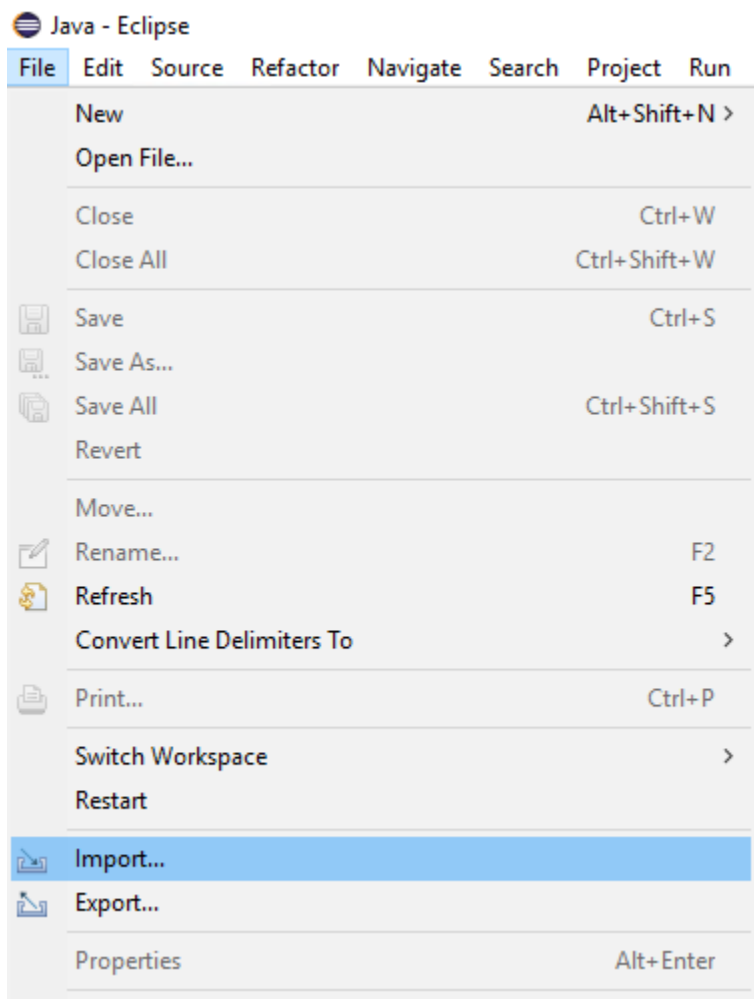 Java - Eclipse
File Edit Source Refactor Navigate Search Project Run
New Alt+Shift+N >
Open File...
Close Ctrl+W
Close All Ctrl+Shift+W
Save Ctrl+S
Save As...
Save All Ctrl+Shift+S
Revert
Move...
Rename... F2
Refresh F5
Convert Line Delimiters To >
Print... Ctrl+P
Switch Workspace >
Restart
Import...
Export...
Properties Alt+Enter